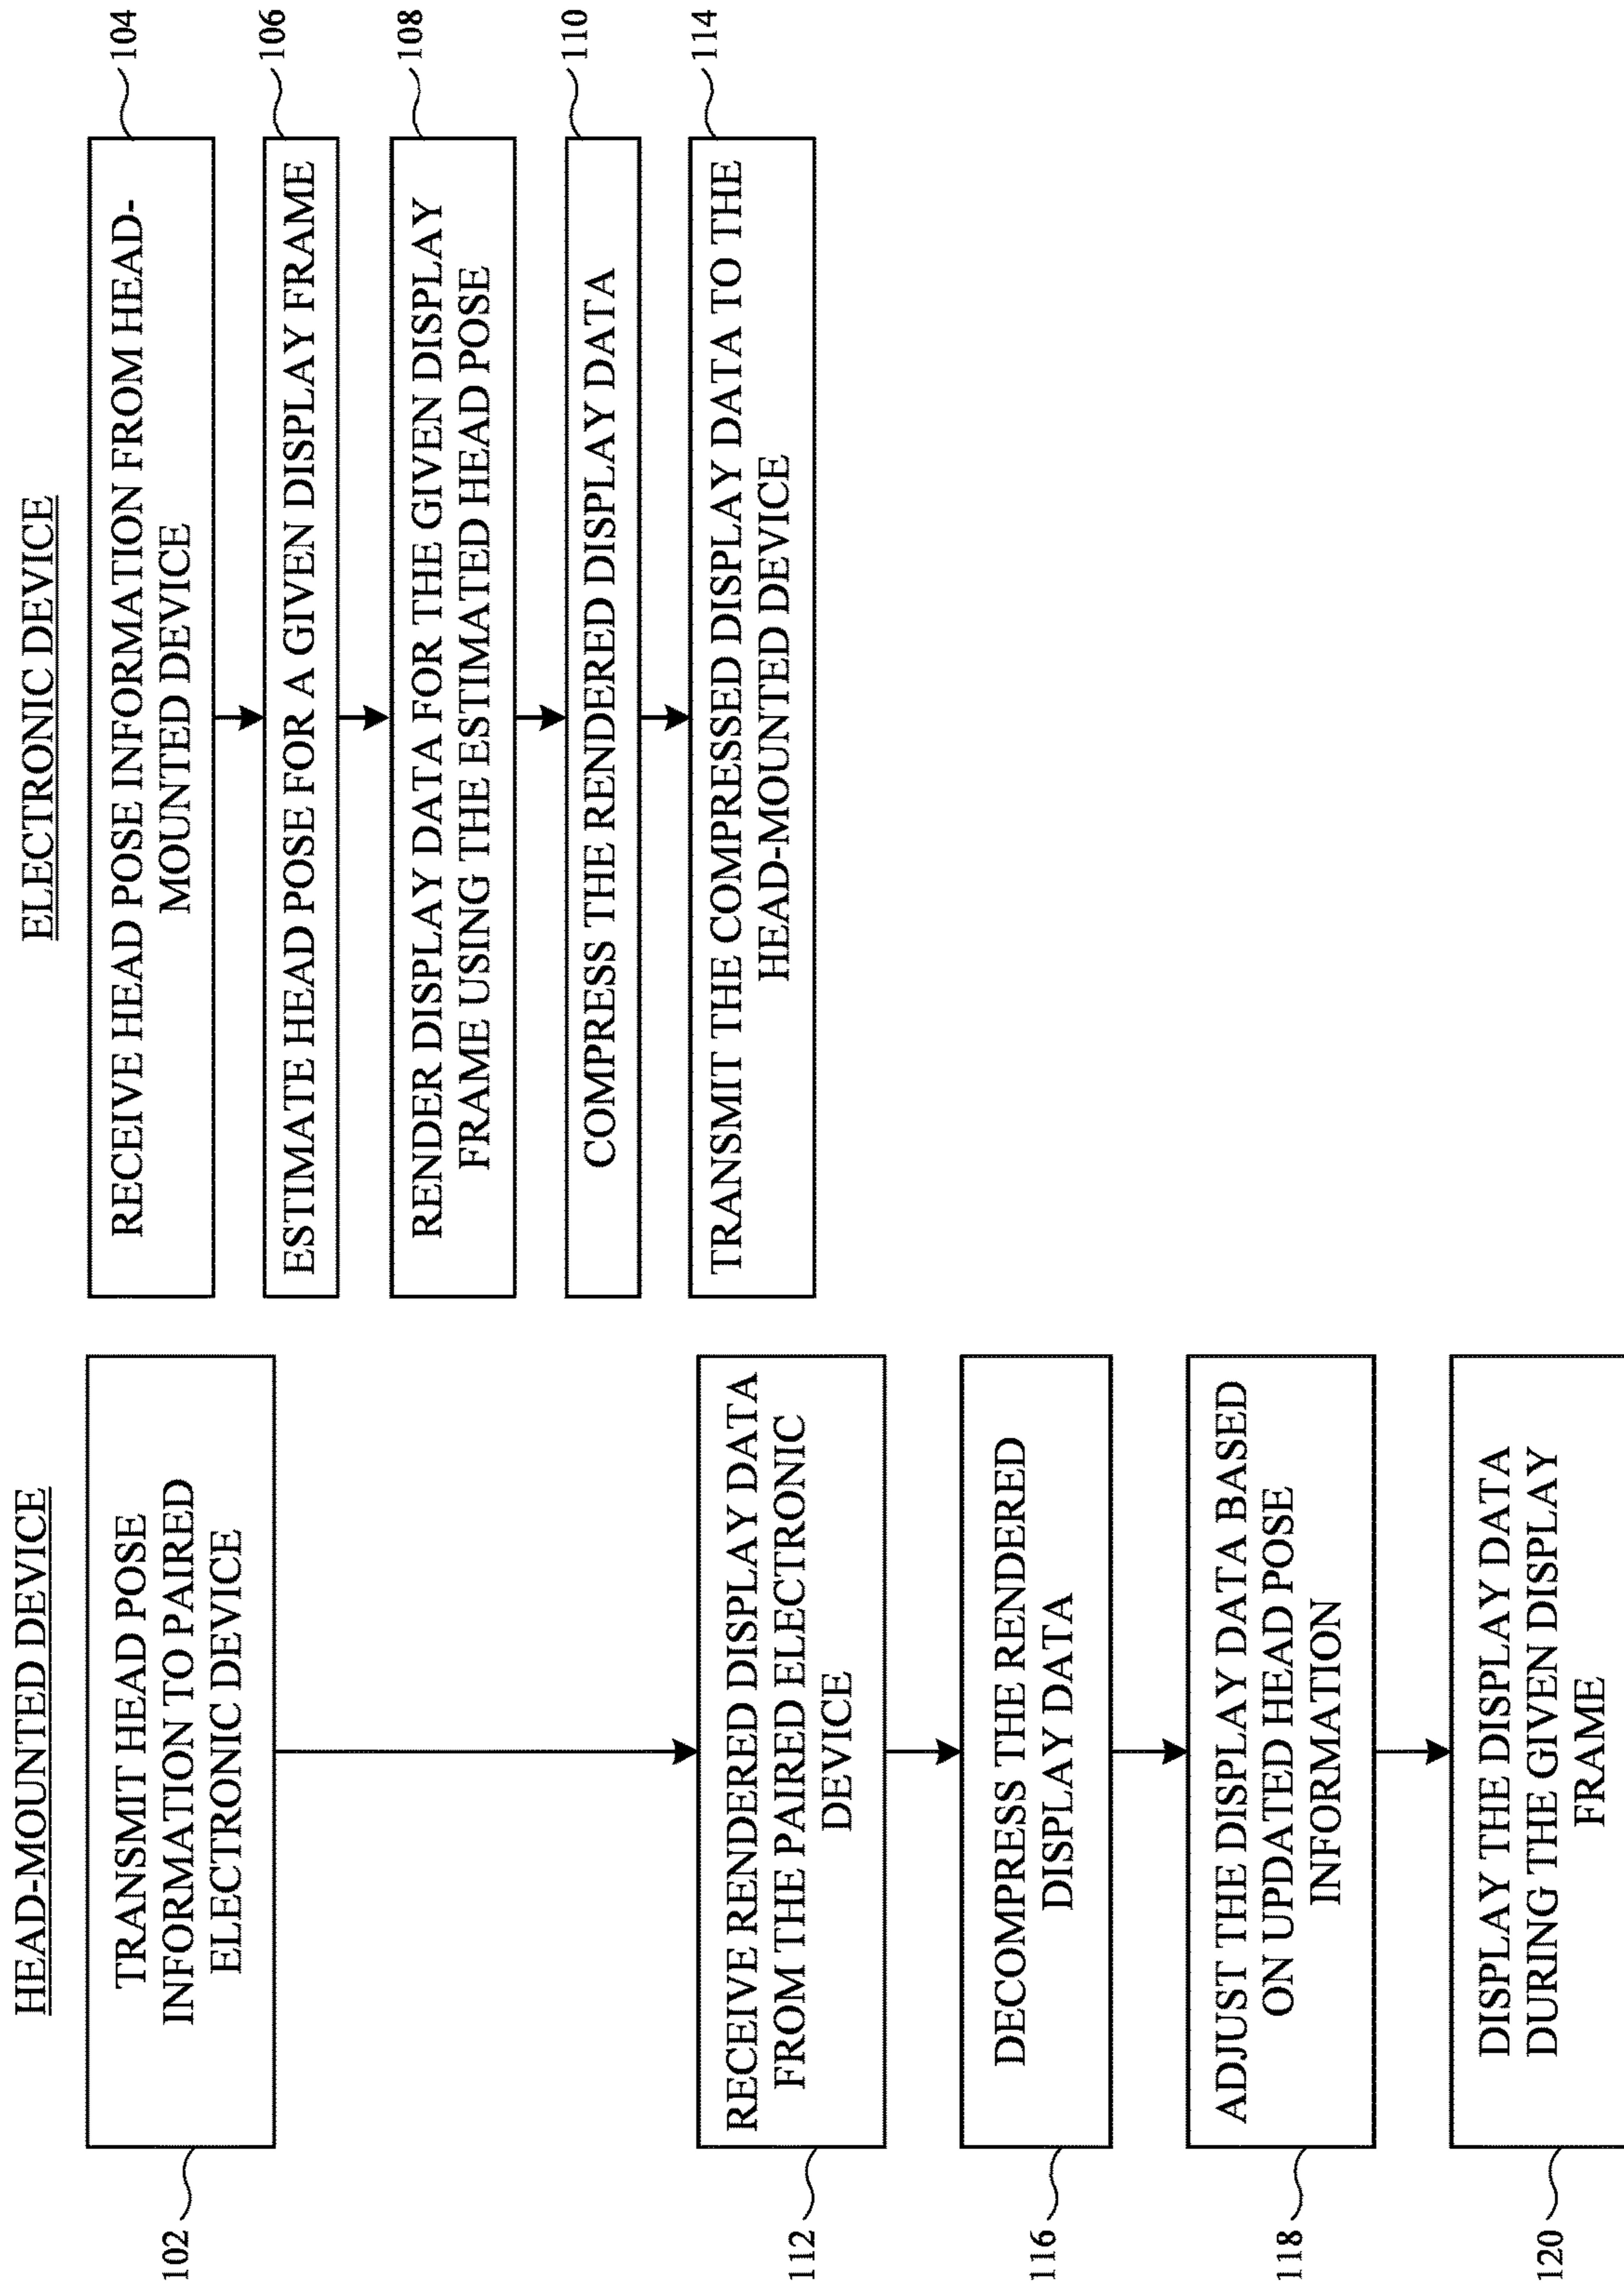 HEAD-MOUNTED DEVICE
102
TRANSMIT HEAD POSE
INFORMATION TO PAIRED
ELECTRONIC DEVICE
112
RECEIVE RENDERED DISPLAY DATA
FROM THE PAIRED ELECTRONIC
DEVICE
116
DECOMPRESS THE RENDERED
DISPLAY DATA
118
ADJUST THE DISPLAY DATA BASED
ON UPDATED HEAD POSE
INFORMATION
120
DISPLAY THE DISPLAY DATA
DURING THE GIVEN DISPLAY
FRAME
ELECTRONIC DEVICE
RECEIVE HEAD POSE INFORMATION FROM HEAD-
MOUNTED DEVICE
104
ESTIMATE HEAD POSE FOR A GIVEN DISPLAY FRAME
106
RENDER DISPLAY DATA FOR THE GIVEN DISPLAY
FRAME USING THE ESTIMATED HEAD POSE
108
COMPRESS THE RENDERED DISPLAY DATA
110
TRANSMIT THE COMPRESSED DISPLAY DATA TO THE
HEAD-MOUNTED DEVICE
114